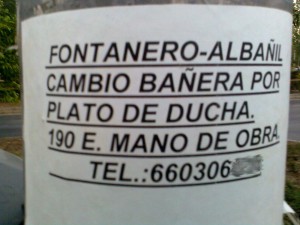 FONTANERO-ALBAÑIL
CAMBIO BAÑERA POR
PLATO DE DUCHA.
190 E. MANO DE OBRA.
TEL.:660306